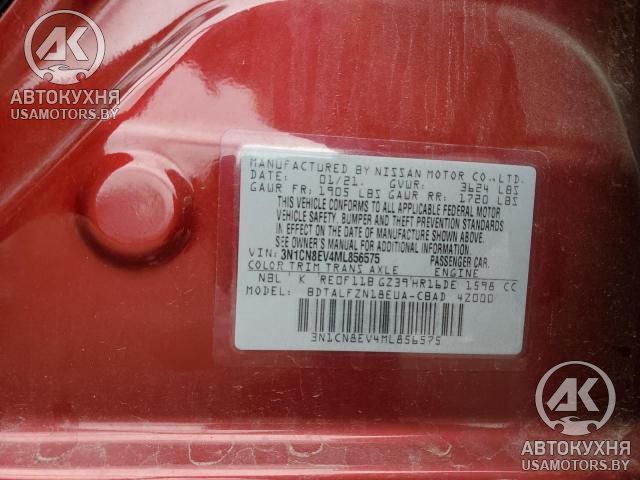 АК
АВТОКУХНЯ
USAMOTORS.BY
MANUFACTURED BY NISSAN MOTOR CO.,LTD.
DATE: 01/21. GVWR: 3624 LBS
GAWR FR: 1905 LBS GAWR RR: 1720 LBS
THIS VEHICLE CONFORMS TO ALL APPLICABLE FEDERAL MOTOR
VEHICLE SAFETY, BUMPER AND THEFT PREVENTION STANDARDS
IN EFFECT ON THE DATE OF MANUFACTURE SHOWN ABOVE.
SEE OWNER'S MANUAL FOR ADDITIONAL INFORMATION.
VIN: 3N1CN8EV4ML856575 PASSENGER CAR.
COLOR TRIM TRANS AXLE ENGINE
NBL K RE0F11B GZ39 HR16DE 1598 CC
MODEL: BDTALFZN18EUA-CBAD 4Z000
3N1CN8EV4ML856575
АК
АВТОКУХНЯ
USAMOTORS.BY